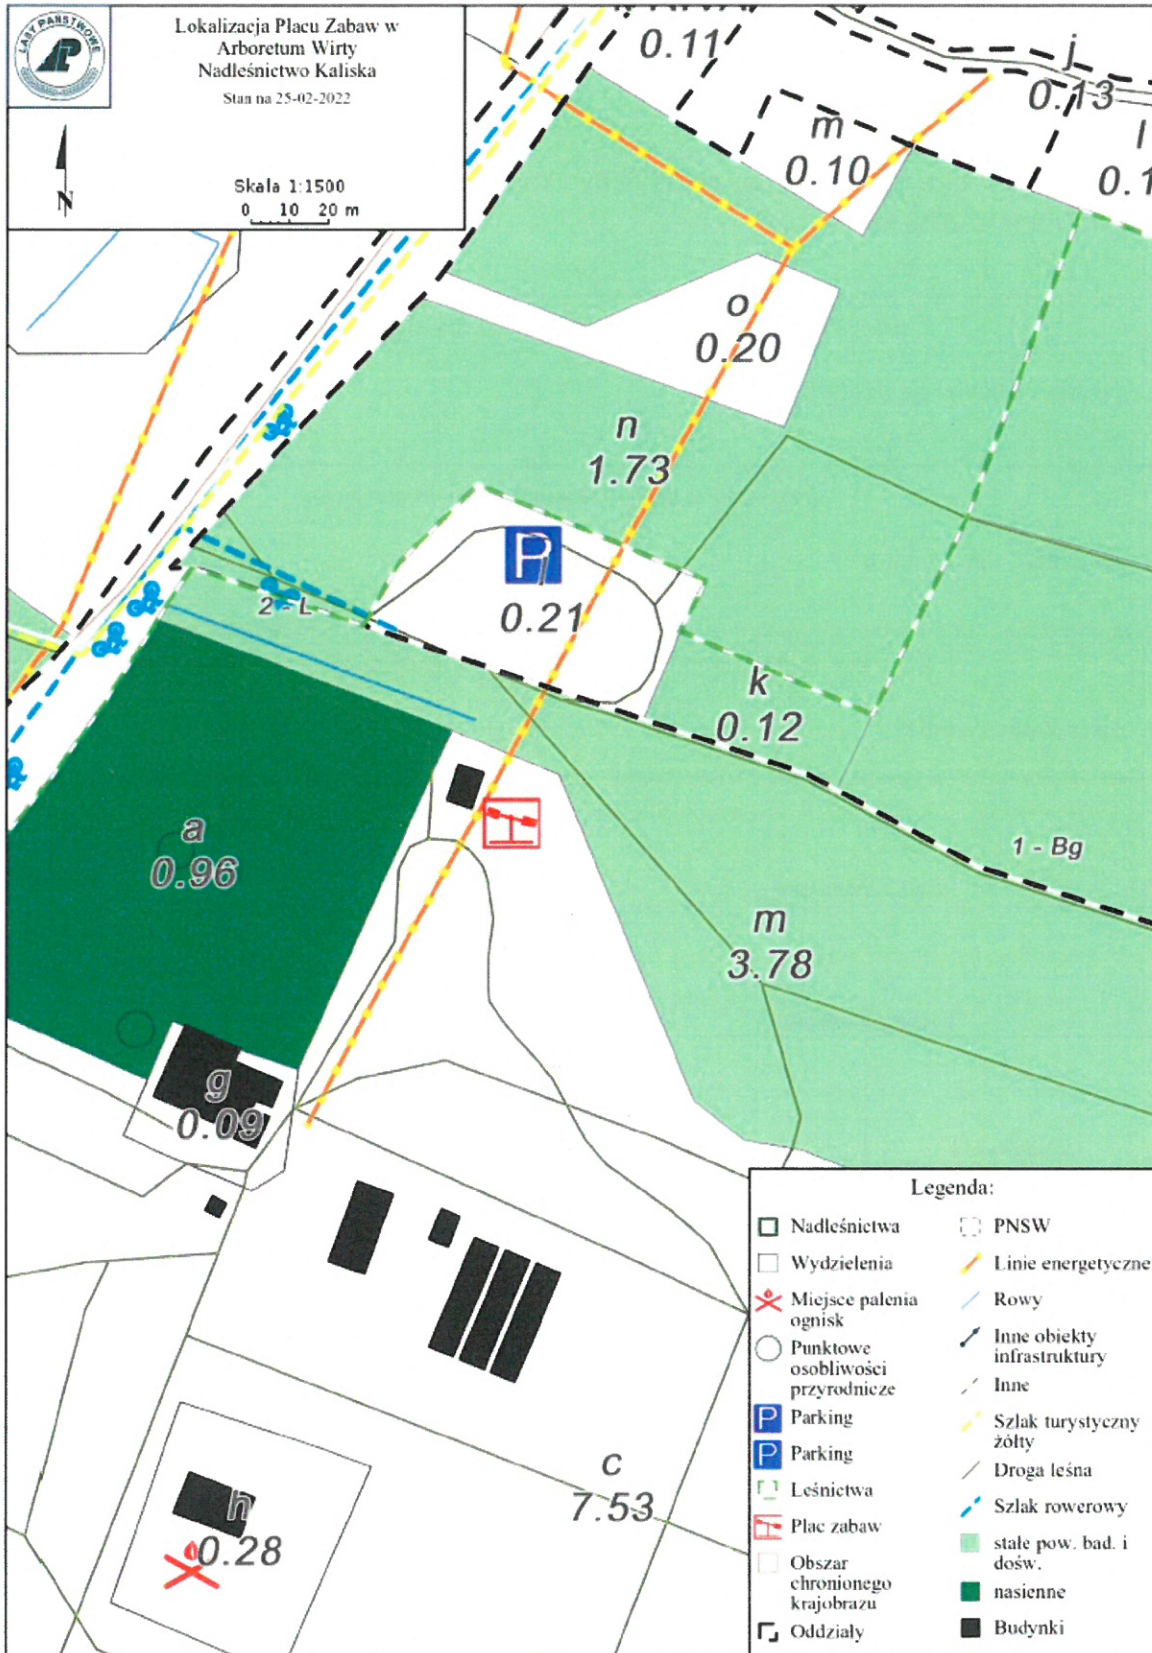 LASY PAŃSTWOWE
Lokalizacja Placu Zabaw w
Arboretum Wirty
Nadleśnictwo Kaliska
Stan na 25-02-2022
Skala 1:1500
0 10 20 m
N
0.11
j
0.13
m
0.10
l
o
0.20
n
1.73
P
0.21
2 - L
k
0.12
a
0.96
1 - Bg
m
3.78
g
0.09
c
7.53
h
0.28
Legenda:
Nadleśnictwa
Wydzielenia
Miejsce palenia
ognisk
Punktowe
osobliwości
przyrodnicze
P Parking
P Parking
Leśnictwa
Plac zabaw
Obszar
chronionego
krajobrazu
Oddziały
PNSW
Linie energetyczne
Rowy
Inne obiekty
infrastruktury
Inne
Szlak turystyczny
żółty
Droga leśna
Szlak rowerowy
stałe pow. bad. i
dośw.
nasienne
Budynki